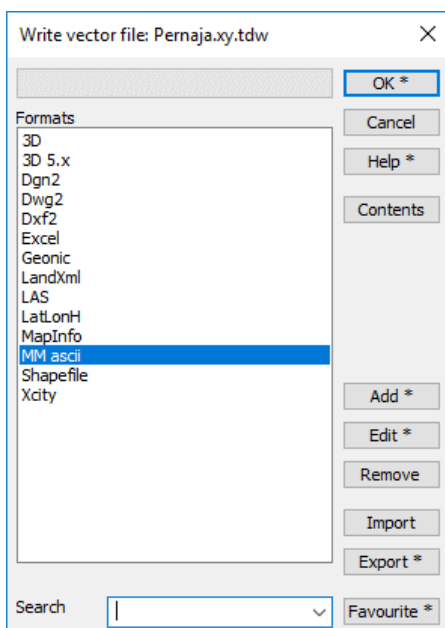 Write vector file: Pernaja.xy.tdw
OK *
Formats
Cancel
3D
3D 5.x
Help *
Dgn2
Dwg2
Contents
Dxf2
Excel
Geonic
LandXml
LAS
LatLonH
MapInfo
MM ascii
Shapefile
Xcity
Add *
Edit *
Remove
Import
Export *
Search
Favourite *